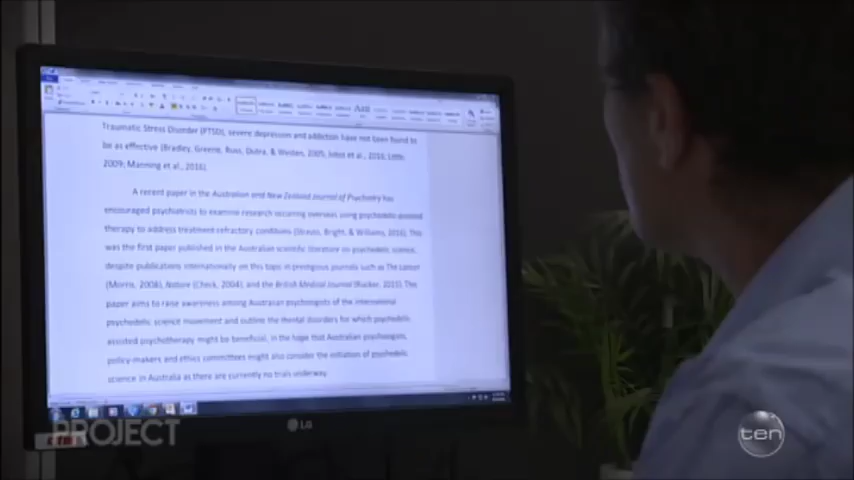 Traumatic Stress Disorder (PTSD), severe depression and addiction have not been found to
be as effective (Bradley, Greene, Russ, Dutra, & Westen, 2005, et al., 2016,
2009; Manning et al., 2016).
A recent paper in the Australian and New Zealand Journal of Psychiatry has
encouraged psychiatrists to examine research occurring overseas using psychedelic-assisted
therapy to address treatment refractory conditions (Strauss, Bright, & Williams, 2016). This
was the first paper published in the Australian scientific literature on psychedelic science,
despite publications internationally on this topic in prestigious journals such as The Lancet
(Morris, 2008), Nature (Check, 2004), and the British Medical Journal (Rucker, 2015). This
paper aims to raise awareness among Australian psychologists of the international
psychedelic science movement and outline the mental disorders for which psychedelic
assisted psychotherapy might be beneficial, in the hope that Australian psychologists,
policy-makers and ethics committees might also consider the initiation of psychedelic
science in Australia as there are currently no trials underway.
LG
PROJECT
ten